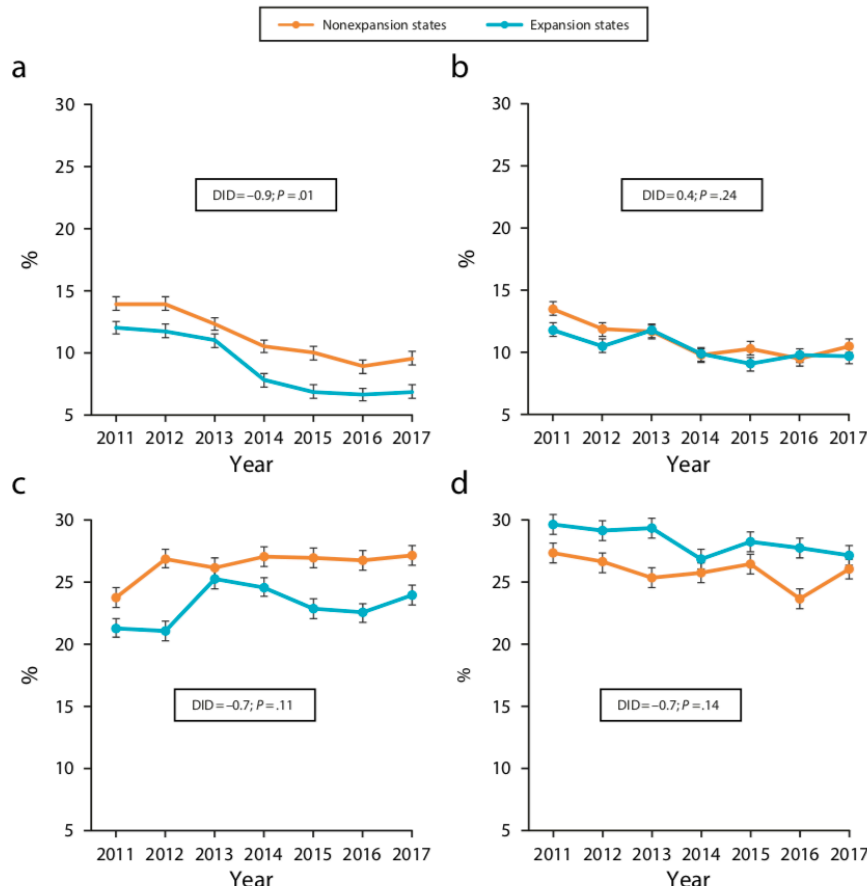 Nonexpansion states Expansion states
a
30
25
20
15
10
5
%
DID = –0.9; P = .01
2011 2012 2013 2014 2015 2016 2017
Year
b
30
25
20
15
10
5
%
DID = 0.4; P = .24
2011 2012 2013 2014 2015 2016 2017
Year
c
30
25
20
15
10
5
%
DID = –0.7; P = .11
2011 2012 2013 2014 2015 2016 2017
Year
d
30
25
20
15
10
5
%
DID = –0.7; P = .14
2011 2012 2013 2014 2015 2016 2017
Year